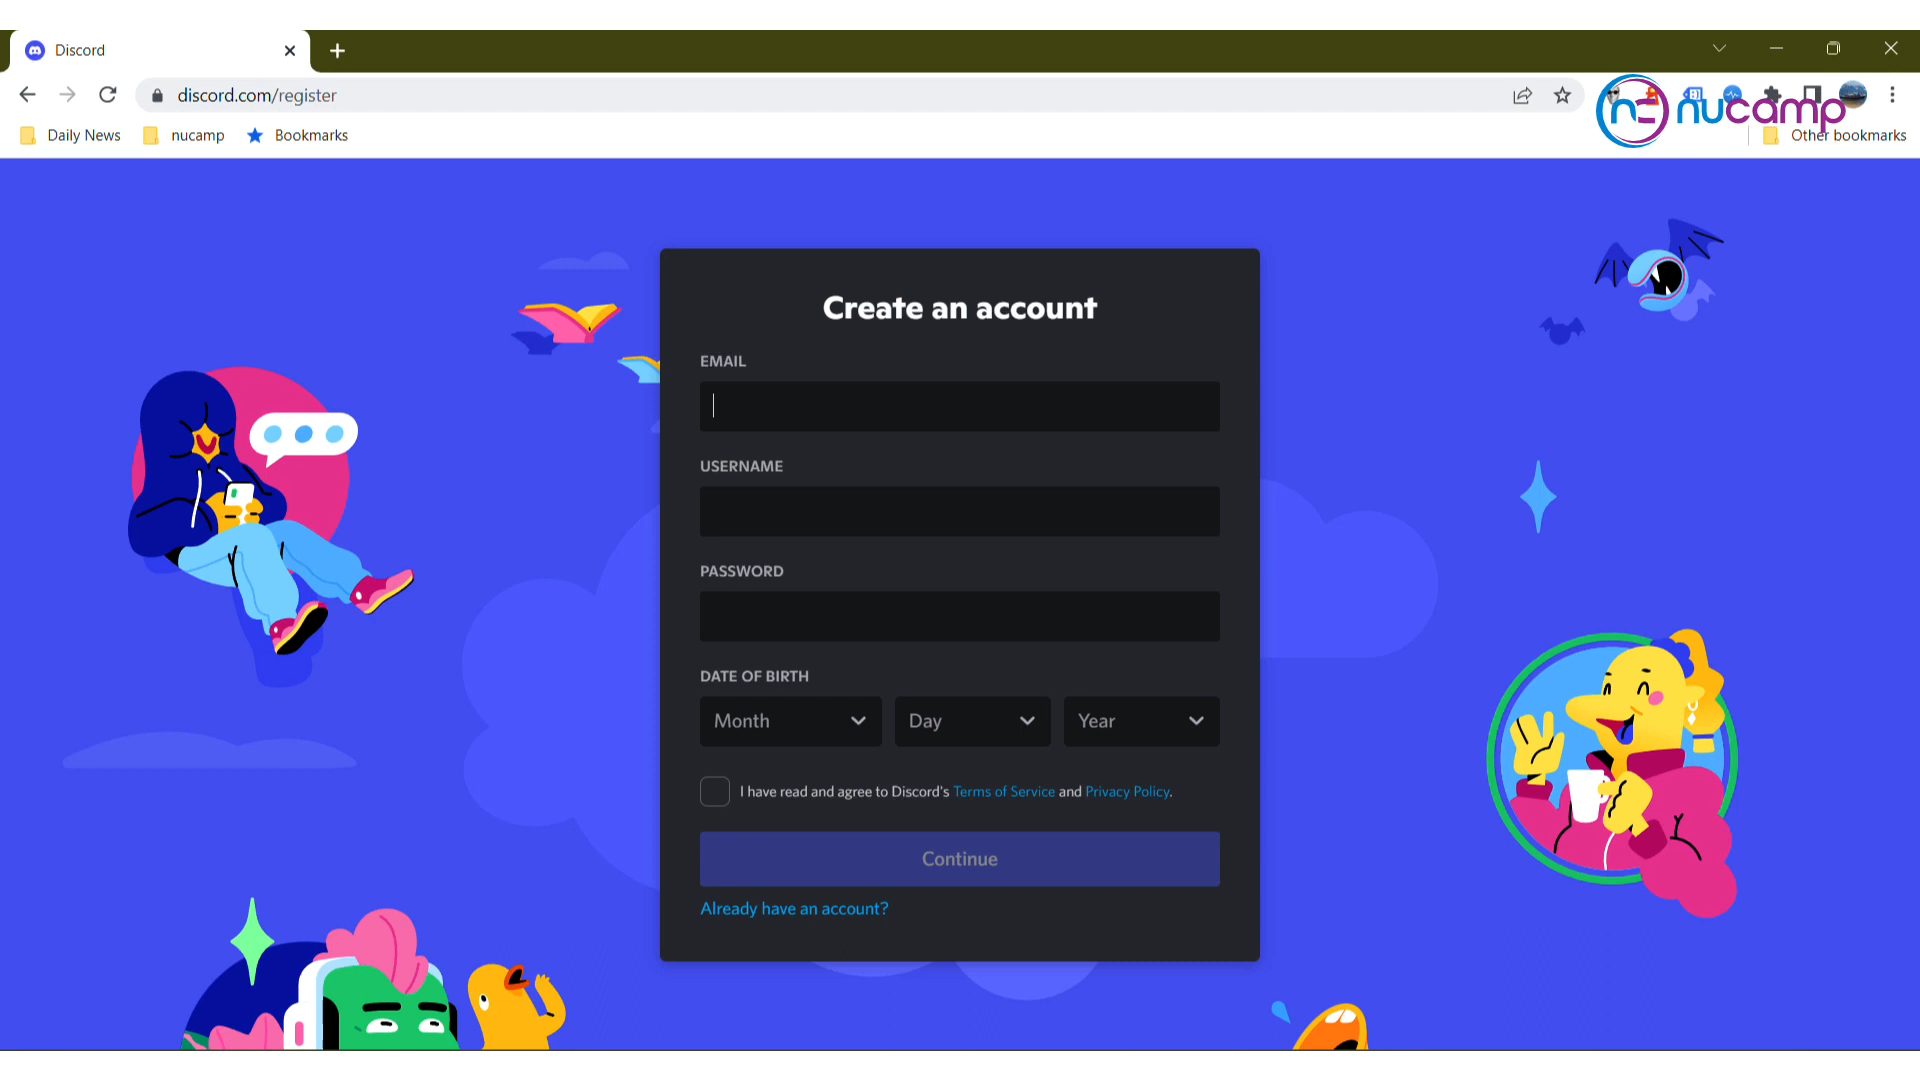 Discord
discord.com/register
nucamp
Daily News
nucamp
Bookmarks
Other bookmarks
Create an account
EMAIL
USERNAME
PASSWORD
DATE OF BIRTH
Month
Day
Year
I have read and agree to Discord's Terms of Service and Privacy Policy.
Continue
Already have an account?